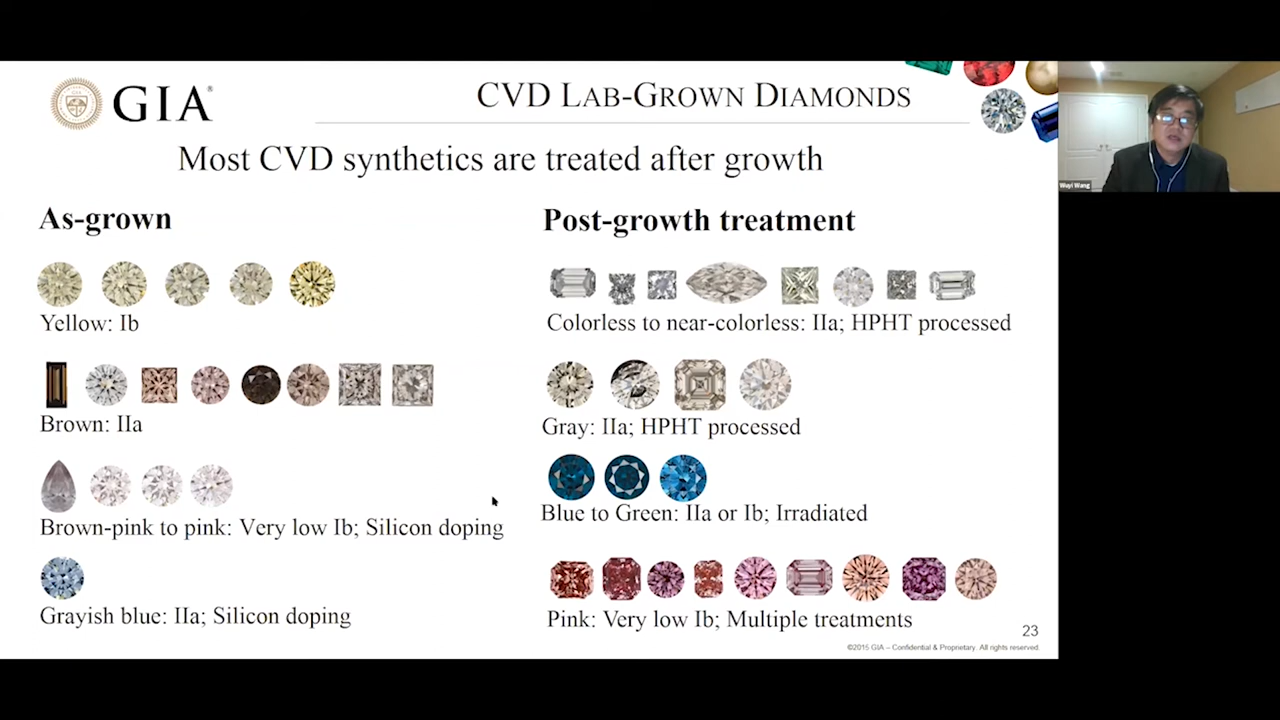 GIA®
CVD LAB-GROWN DIAMONDS
Most CVD synthetics are treated after growth
As-grown
Yellow: Ib
Brown: IIa
Brown-pink to pink: Very low Ib; Silicon doping
Grayish blue: IIa; Silicon doping
Post-growth treatment
Colorless to near-colorless: IIa; HPHT processed
Gray: IIa; HPHT processed
Blue to Green: IIa or Ib; Irradiated
Pink: Very low Ib; Multiple treatments
23
©2015 GIA – Confidential & Proprietary. All rights reserved.
Wuyi Wang